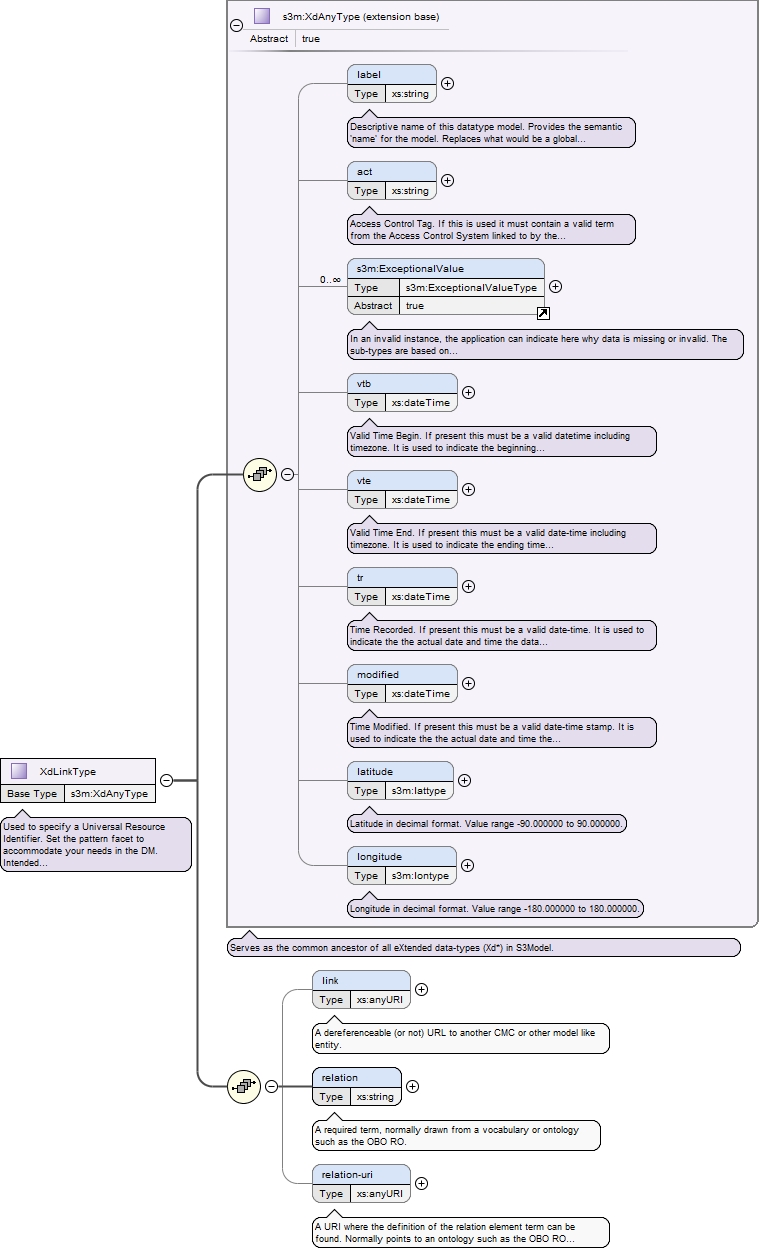 s3m:XdAnyType (extension base)
Abstract true
label
Type xs:string
Descriptive name of this datatype model. Provides the semantic
'name' for the model. Replaces what would be a global...
act
Type xs:string
Access Control Tag. If this is used it must contain a valid term
from the Access Control System linked to by the...
0..∞
s3m:ExceptionalValue
Type s3m:ExceptionalValueType
Abstract true
In an invalid instance, the application can indicate here why data is missing or invalid. The
sub-types are based on...
vtb
Type xs:dateTime
Valid Time Begin. If present this must be a valid datetime including
timezone. It is used to indicate the beginning...
vte
Type xs:dateTime
Valid Time End. If present this must be a valid date-time including
timezone. It is used to indicate the ending time...
tr
Type xs:dateTime
Time Recorded. If present this must be a valid date-time. It is used to
indicate the the actual date and time the data...
modified
Type xs:dateTime
Time Modified. If present this must be a valid date-time stamp. It is
used to indicate the the actual date and time the...
latitude
Type s3m:lattype
Latitude in decimal format. Value range -90.000000 to 90.000000.
longitude
Type s3m:lontype
Longitude in decimal format. Value range -180.000000 to 180.000000.
Serves as the common ancestor of all eXtended data-types (Xd*) in S3Model.
XdLinkType
Base Type s3m:XdAnyType
Used to specify a Universal Resource
Identifier. Set the pattern facet to
accommodate your needs in the DM.
Intended...
link
Type xs:anyURI
A dereferenceable (or not) URL to another CMC or other model like
entity.
relation
Type xs:string
A required term, normally drawn from a vocabulary or ontology
such as the OBO RO.
relation-uri
Type xs:anyURI
A URI where the definition of the relation element term can be
found. Normally points to an ontology such as the OBO RO...